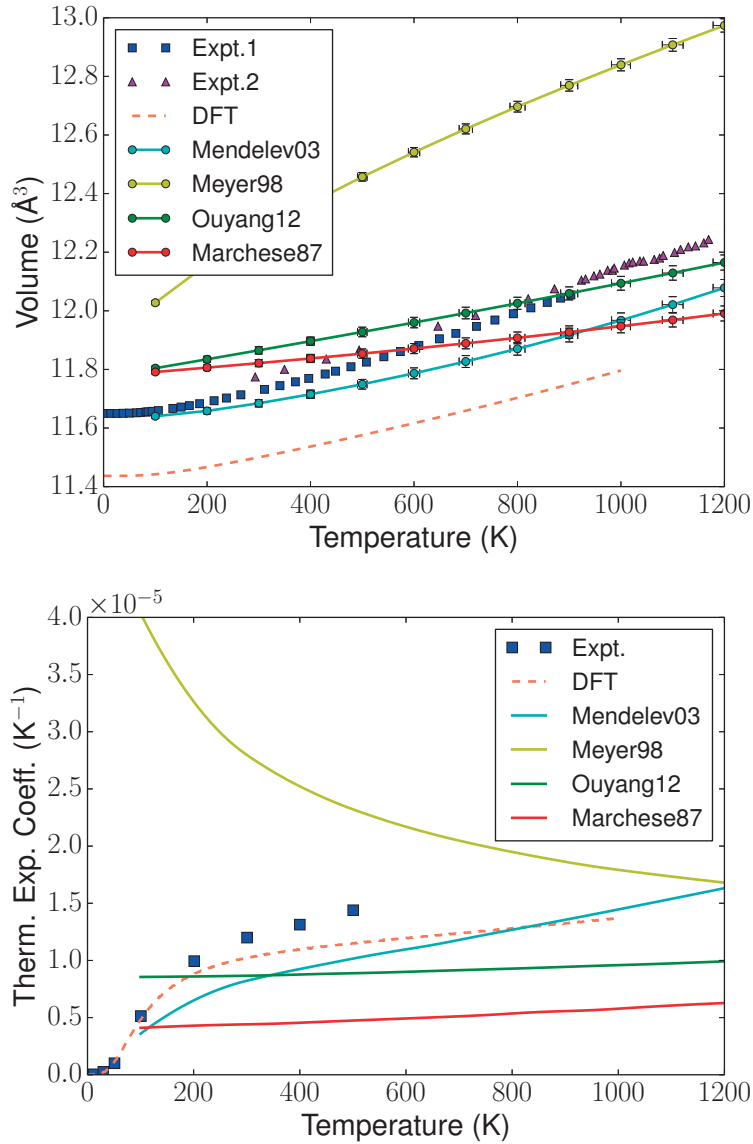 13.0
12.8
12.6
12.4
12.2
12.0
11.8
11.6
11.4
Volume (Å³)
Expt.1
Expt.2
DFT
Mendelev03
Meyer98
Ouyang12
Marchese87
0 200 400 600 800 1000 1200
Temperature (K)
×10⁻⁵
4.0
3.5
3.0
2.5
2.0
1.5
1.0
0.5
0.0
Therm. Exp. Coeff. (K⁻¹)
Expt.
DFT
Mendelev03
Meyer98
Ouyang12
Marchese87
0 200 400 600 800 1000 1200
Temperature (K)